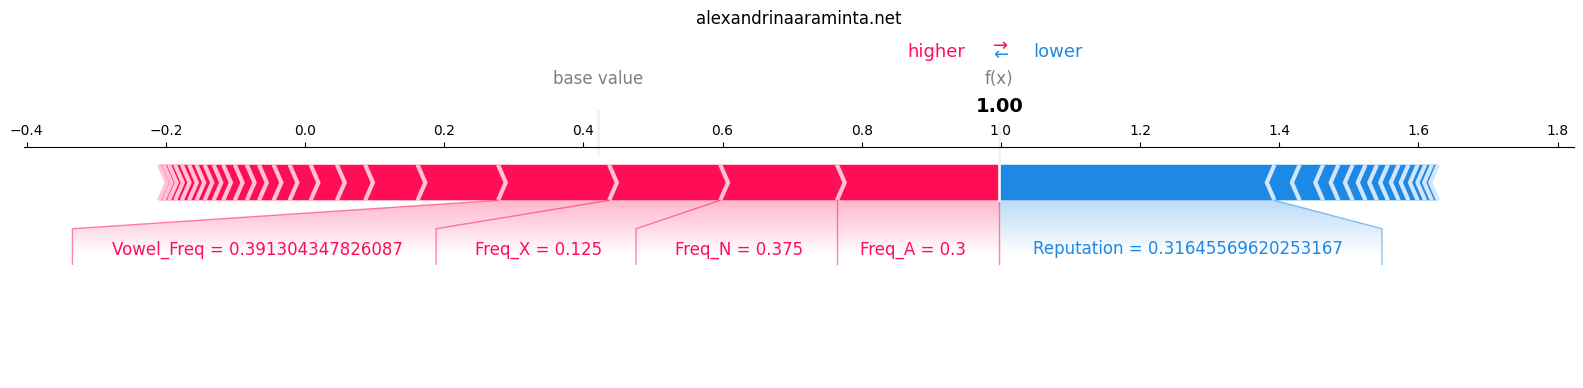 alexandrinaaraminta.net
higher ⇄ lower
base value f(x)
1.00
−0.4 −0.2 0.0 0.2 0.4 0.6 0.8 1.0 1.2 1.4 1.6 1.8
Vowel_Freq = 0.391304347826087 Freq_X = 0.125 Freq_N = 0.375 Freq_A = 0.3 Reputation = 0.31645569620253167